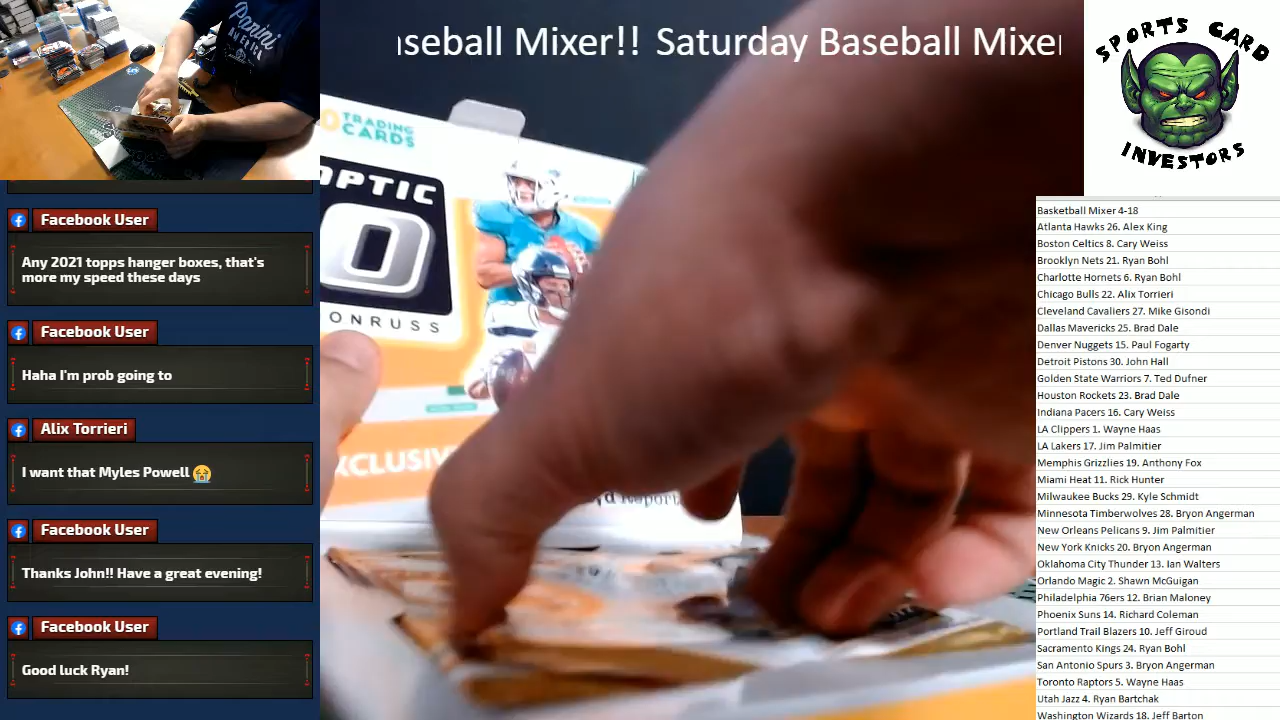 aseball Mixer!! Saturday Baseball Mixer
SPORTS CARD
INVESTORS
Panini
AMERICA
TRADING
CARDS
OPTIC
ONRUSS
XCLUSIV
Facebook User
Any 2021 topps hanger boxes, that's
more my speed these days
Facebook User
Haha I'm prob going to
Alix Torrieri
I want that Myles Powell 😭
Facebook User
Thanks John!! Have a great evening!
Facebook User
Good luck Ryan!
Basketball Mixer 4-18
Atlanta Hawks 26. Alex King
Boston Celtics 8. Cary Weiss
Brooklyn Nets 21. Ryan Bohl
Charlotte Hornets 6. Ryan Bohl
Chicago Bulls 22. Alix Torrieri
Cleveland Cavaliers 27. Mike Gisondi
Dallas Mavericks 25. Brad Dale
Denver Nuggets 15. Paul Fogarty
Detroit Pistons 30. John Hall
Golden State Warriors 7. Ted Dufner
Houston Rockets 23. Brad Dale
Indiana Pacers 16. Cary Weiss
LA Clippers 1. Wayne Haas
LA Lakers 17. Jim Palmitier
Memphis Grizzlies 19. Anthony Fox
Miami Heat 11. Rick Hunter
Milwaukee Bucks 29. Kyle Schmidt
Minnesota Timberwolves 28. Bryon Angerman
New Orleans Pelicans 9. Jim Palmitier
New York Knicks 20. Bryon Angerman
Oklahoma City Thunder 13. Ian Walters
Orlando Magic 2. Shawn McGuigan
Philadelphia 76ers 12. Brian Maloney
Phoenix Suns 14. Richard Coleman
Portland Trail Blazers 10. Jeff Giroud
Sacramento Kings 24. Ryan Bohl
San Antonio Spurs 3. Bryon Angerman
Toronto Raptors 5. Wayne Haas
Utah Jazz 4. Ryan Bartchak
Washington Wizards 18. Jeff Barton